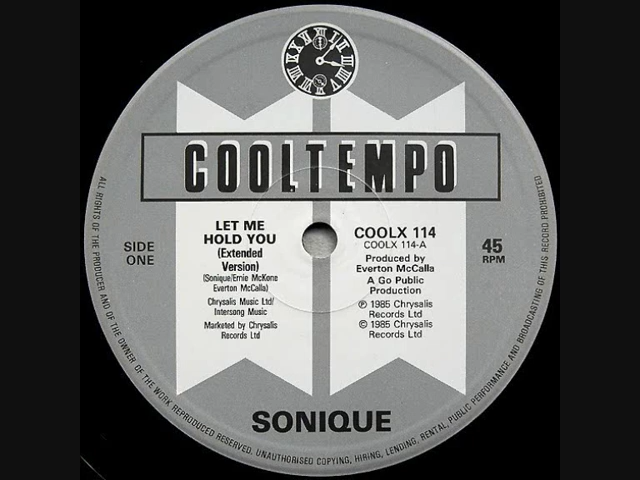 COOLTEMPO
SIDE
ONE
LET ME
HOLD YOU
(Extended
Version)
(Sonique/Ernie McKone
Everton McCalla)
Chrysalis Music Ltd/
Intersong Music
Marketed by Chrysalis
Records Ltd
COOLX 114
COOLX 114-A
Produced by
Everton McCalla
A Go Public
Production
℗ 1985 Chrysalis
Records Ltd
© 1985 Chrysalis
Records Ltd
45
RPM
SONIQUE
ALL RIGHTS OF THE PRODUCER AND OF THE OWNER OF THE WORK REPRODUCED RESERVED. UNAUTHORISED COPYING, HIRING, LENDING, RENTAL, PUBLIC PERFORMANCE AND BROADCASTING OF THIS RECORD PROHIBITED